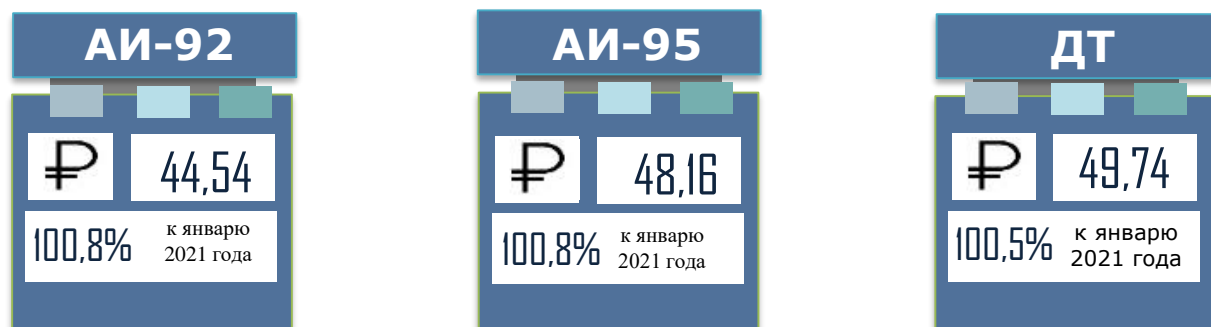 АИ-92
₽ 44,54
100,8% к январю
2021 года
АИ-95
₽ 48,16
100,8% к январю
2021 года
ДТ
₽ 49,74
100,5% к январю
2021 года